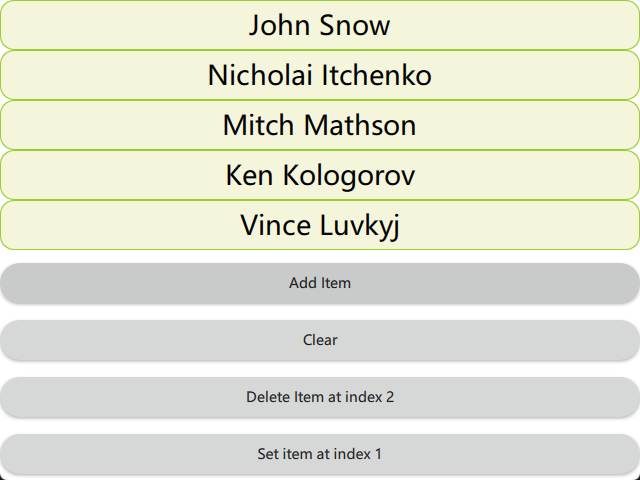 John Snow
Nicholai Itchenko
Mitch Mathson
Ken Kologorov
Vince Luvkyj
Add Item
Clear
Delete Item at index 2
Set item at index 1